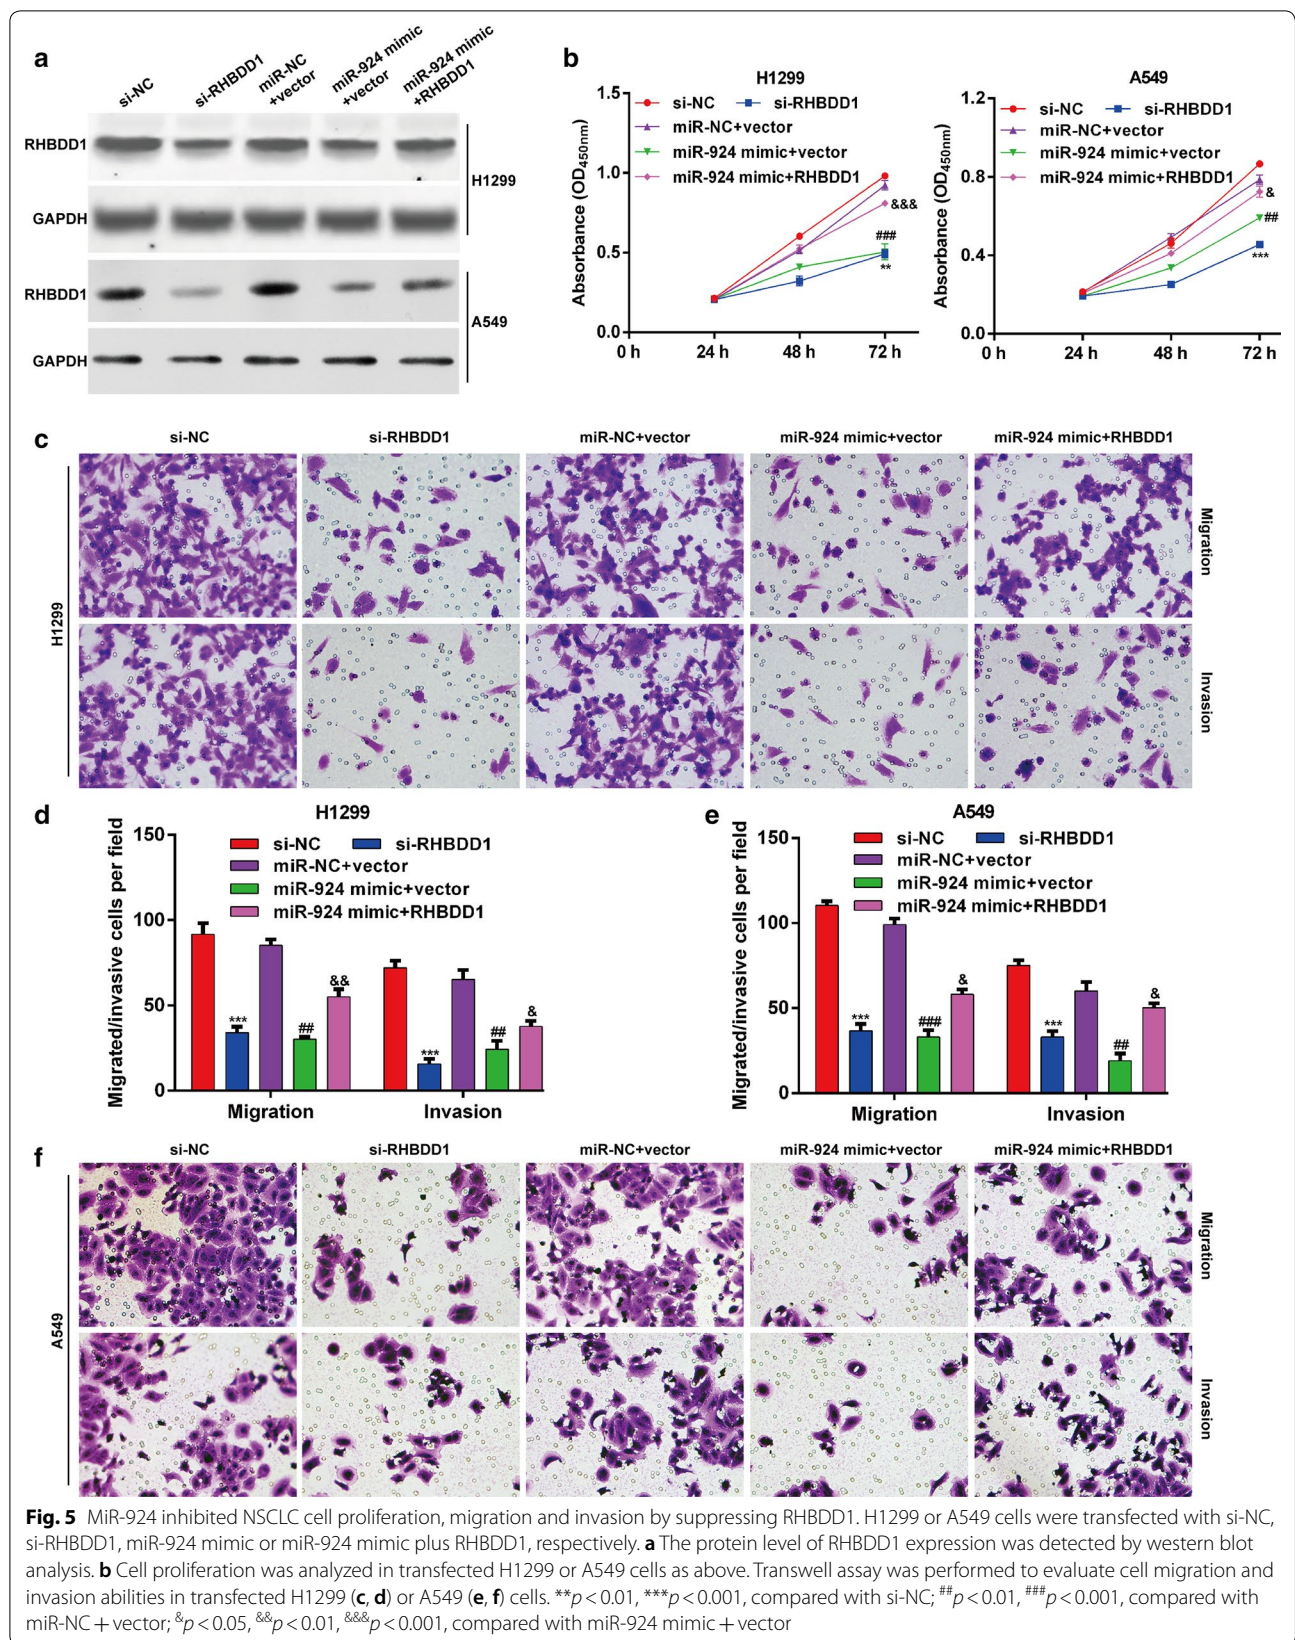 a
si-NC
si-RHBDD1
miR-NC
+vector
miR-924 mimic
+vector
miR-924 mimic
+RHBDD1
RHBDD1
GAPDH
H1299
RHBDD1
GAPDH
A549
b
H1299
Absorbance (OD450nm)
1.5
1.0
0.5
0.0
si-NC
si-RHBDD1
miR-NC+vector
miR-924 mimic+vector
miR-924 mimic+RHBDD1
&&&
###
**
0 h
24 h
48 h
72 h
A549
Absorbance (OD450nm)
1.2
0.8
0.4
0.0
si-NC
si-RHBDD1
miR-NC+vector
miR-924 mimic+vector
miR-924 mimic+RHBDD1
&
##
***
0 h
24 h
48 h
72 h
c
si-NC
si-RHBDD1
miR-NC+vector
miR-924 mimic+vector
miR-924 mimic+RHBDD1
H1299
Migration
Invasion
d
H1299
Migrated/invasive cells per field
150
100
50
0
si-NC
si-RHBDD1
miR-NC+vector
miR-924 mimic+vector
miR-924 mimic+RHBDD1
***
##
&&
***
##
&
Migration
Invasion
e
A549
Migrated/invasive cells per field
150
100
50
0
si-NC
si-RHBDD1
miR-NC+vector
miR-924 mimic+vector
miR-924 mimic+RHBDD1
***
###
&
***
##
&
Migration
Invasion
f
si-NC
si-RHBDD1
miR-NC+vector
miR-924 mimic+vector
miR-924 mimic+RHBDD1
A549
Migration
Invasion
Fig. 5 MiR-924 inhibited NSCLC cell proliferation, migration and invasion by suppressing RHBDD1. H1299 or A549 cells were transfected with si-NC,
si-RHBDD1, miR-924 mimic or miR-924 mimic plus RHBDD1, respectively. a The protein level of RHBDD1 expression was detected by western blot
analysis. b Cell proliferation was analyzed in transfected H1299 or A549 cells as above. Transwell assay was performed to evaluate cell migration and
invasion abilities in transfected H1299 (c, d) or A549 (e, f) cells. **p < 0.01, ***p < 0.001, compared with si-NC; ##p < 0.01, ###p < 0.001, compared with
miR-NC + vector; &p < 0.05, &&p < 0.01, &&&p < 0.001, compared with miR-924 mimic + vector